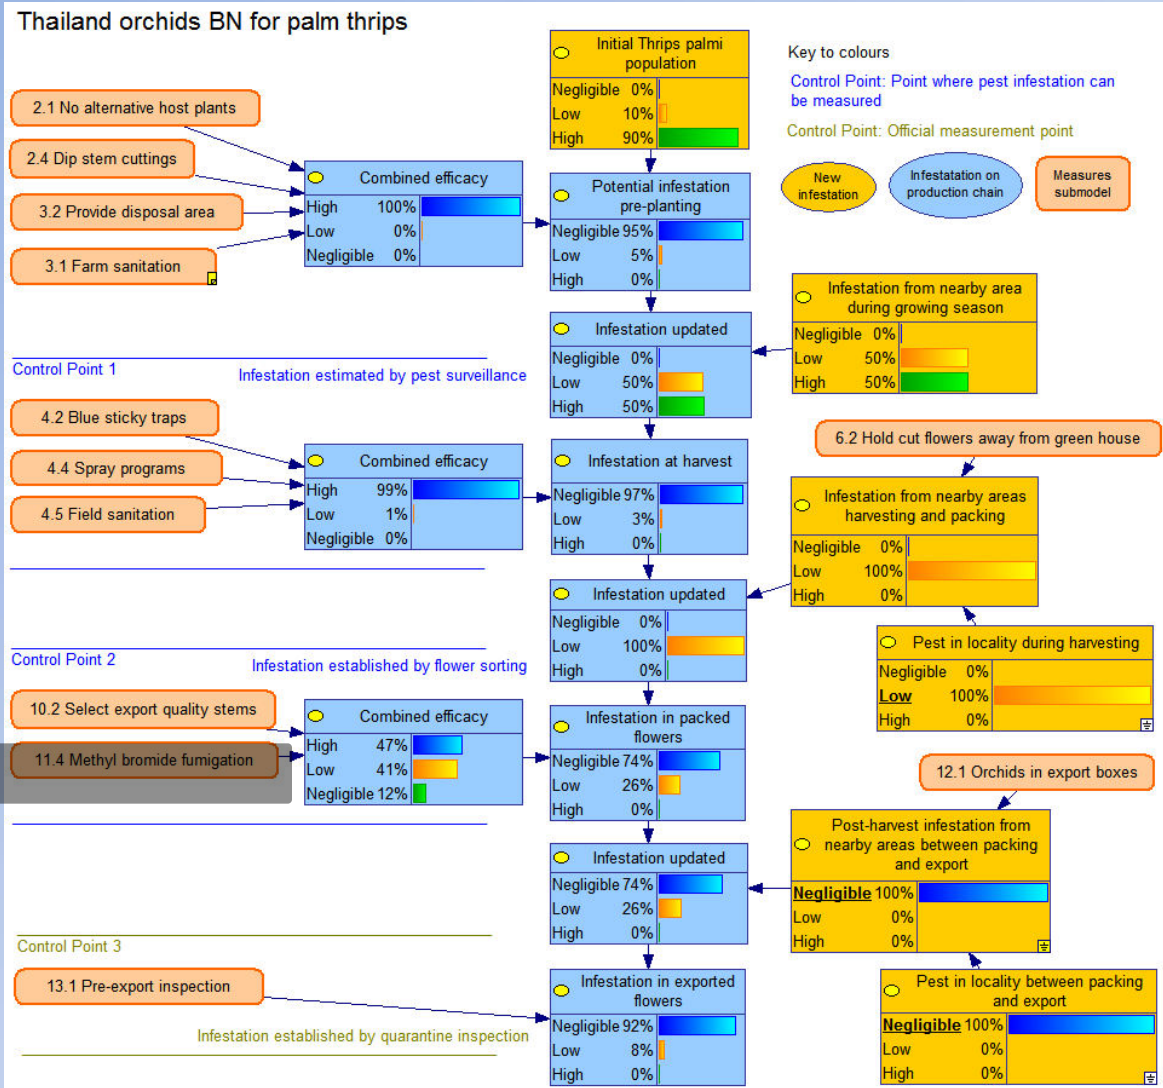 Thailand orchids BN for palm thrips
Initial Thrips palmi
population
Negligible 0%
Low 10%
High 90%
Key to colours
Control Point: Point where pest infestation can
be measured
Control Point: Official measurement point
New
infestation
Infestatation on
production chain
Measures
submodel
2.1 No alternative host plants
2.4 Dip stem cuttings
3.2 Provide disposal area
3.1 Farm sanitation
Combined efficacy
High 100%
Low 0%
Negligible 0%
Potential infestation
pre-planting
Negligible 95%
Low 5%
High 0%
Infestation from nearby area
during growing season
Negligible 0%
Low 50%
High 50%
Infestation updated
Negligible 0%
Low 50%
High 50%
Control Point 1
Infestation estimated by pest surveillance
4.2 Blue sticky traps
4.4 Spray programs
4.5 Field sanitation
Combined efficacy
High 99%
Low 1%
Negligible 0%
Infestation at harvest
Negligible 97%
Low 3%
High 0%
6.2 Hold cut flowers away from green house
Infestation from nearby areas
harvesting and packing
Negligible 0%
Low 100%
High 0%
Infestation updated
Negligible 0%
Low 100%
High 0%
Pest in locality during harvesting
Negligible 0%
Low 100%
High 0%
Control Point 2
Infestation established by flower sorting
10.2 Select export quality stems
11.4 Methyl bromide fumigation
Combined efficacy
High 47%
Low 41%
Negligible 12%
Infestation in packed
flowers
Negligible 74%
Low 26%
High 0%
12.1 Orchids in export boxes
Post-harvest infestation from
nearby areas between packing
and export
Negligible 100%
Low 0%
High 0%
Infestation updated
Negligible 74%
Low 26%
High 0%
Control Point 3
13.1 Pre-export inspection
Infestation established by quarantine inspection
Infestation in exported
flowers
Negligible 92%
Low 8%
High 0%
Pest in locality between packing
and export
Negligible 100%
Low 0%
High 0%